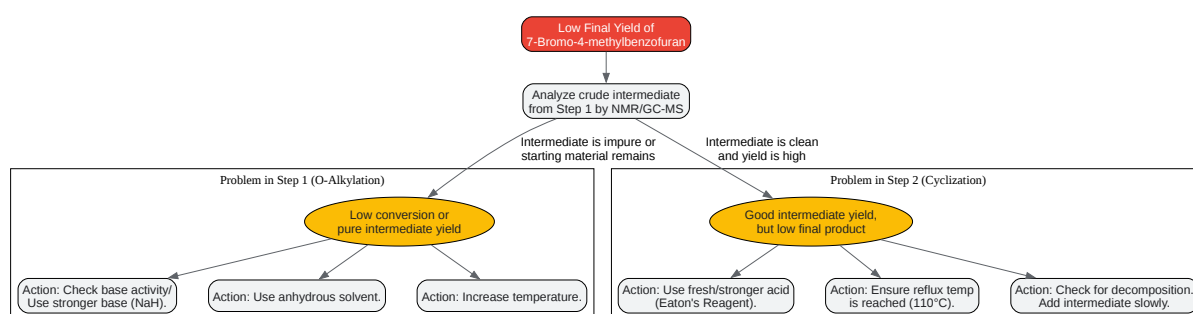 Low Final Yield of
7-Bromo-4-methylbenzofuran
Analyze crude intermediate
from Step 1 by NMR/GC-MS
Intermediate is impure or
starting material remains
Intermediate is clean
and yield is high
Problem in Step 1 (O-Alkylation)
Low conversion or
pure intermediate yield
Action: Check base activity/
Use stronger base (NaH).
Action: Use anhydrous solvent.
Action: Increase temperature.
Problem in Step 2 (Cyclization)
Good intermediate yield,
but low final product
Action: Use fresh/stronger acid
(Eaton's Reagent).
Action: Ensure reflux temp
is reached (110°C).
Action: Check for decomposition.
Add intermediate slowly.